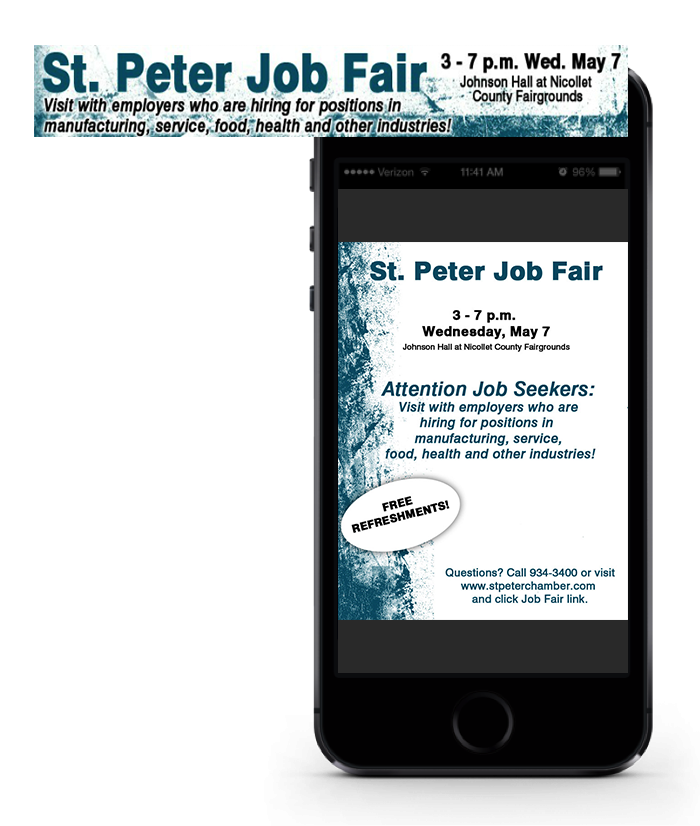 St. Peter Job Fair
3 - 7 p.m. Wed. May 7
Johnson Hall at Nicollet
County Fairgrounds
Visit with employers who are hiring for positions in
manufacturing, service, food, health and other industries!
Verizon 11:41 AM 96%
St. Peter Job Fair
3 - 7 p.m.
Wednesday, May 7
Johnson Hall at Nicollet County Fairgrounds
Attention Job Seekers:
Visit with employers who are
hiring for positions in
manufacturing, service,
food, health and other industries!
FREE
REFRESHMENTS!
Questions? Call 934-3400 or visit
www.stpeterchamber.com
and click Job Fair link.